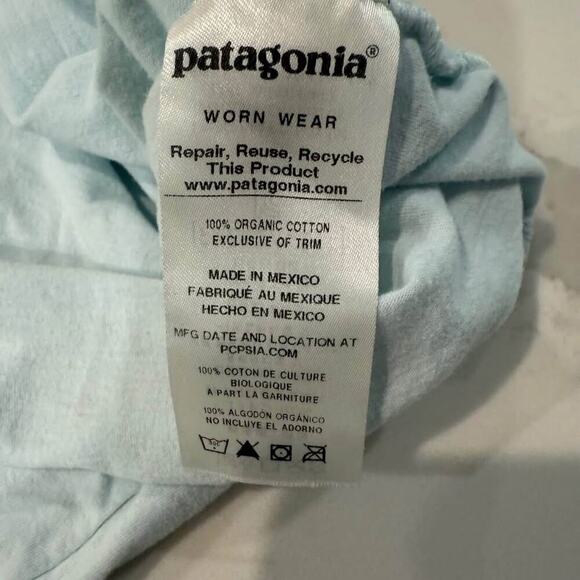 patagonia®
WORN WEAR
Repair, Reuse, Recycle
This Product
www.patagonia.com
100% ORGANIC COTTON
EXCLUSIVE OF TRIM
MADE IN MEXICO
FABRIQUÉ AU MEXIQUE
HECHO EN MEXICO
MFG DATE AND LOCATION AT
PCPSIA.COM
100% COTON DE CULTURE
BIOLOGIQUE
A PART LA GARNITURE
100% ALGODÓN ORGÁNICO
NO INCLUYE EL ADORNO